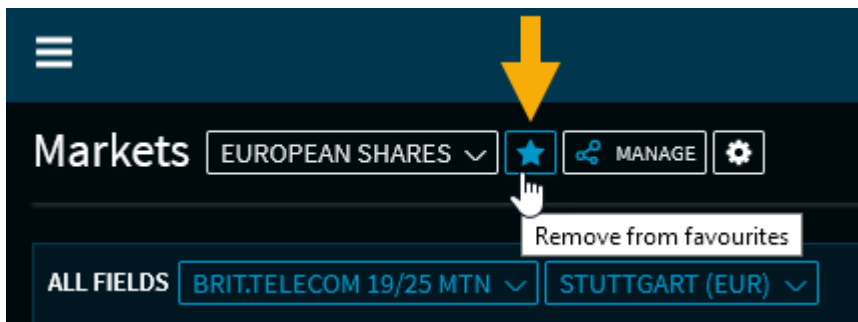 Markets EUROPEAN SHARES MANAGE
Remove from favourites
ALL FIELDS BRIT.TELECOM 19/25 MTN STUTTGART (EUR)